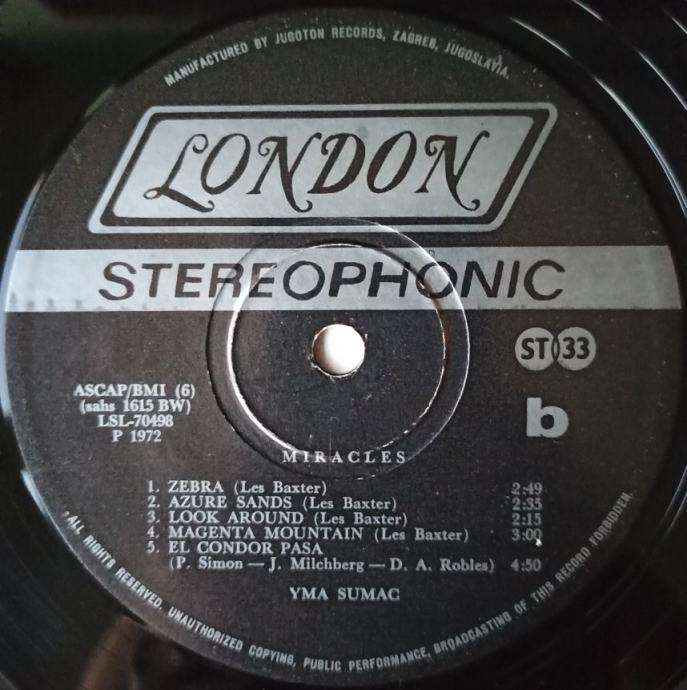 MANUFACTURED BY JUGOTON RECORDS, ZAGREB, JUGOSLAVIA.
LONDON
STEREOPHONIC
ST 33
ASCAP/BMI (6)
(sahs 1615 BW)
LSL-70498
P 1972
b
MIRACLES
1. ZEBRA (Les Baxter) 2:49
2. AZURE SANDS (Les Baxter) 2:35
3. LOOK AROUND (Les Baxter) 2:15
4. MAGENTA MOUNTAIN (Les Baxter) 3:00
5. EL CONDOR PASA
(P. Simon — J. Milchberg — D. A. Robles) 4:50
YMA SUMAC
ALL RIGHTS RESERVED. UNAUTHORIZED COPYING, PUBLIC PERFORMANCE, BROADCASTING OF THIS RECORD FORBIDDEN.